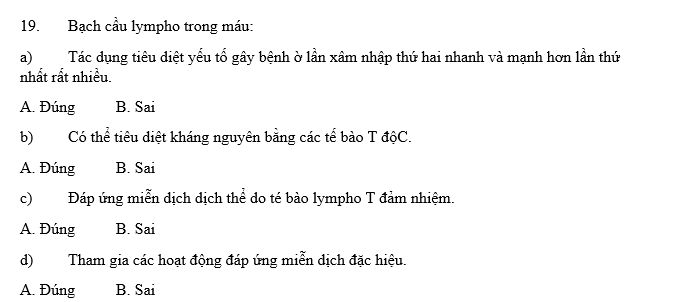 19. Bạch cầu lympho trong máu:
a) Tác dụng tiêu diệt yếu tố gây bệnh ở lần xâm nhập thứ hai nhanh và mạnh hơn lần thứ
nhất rất nhiều.
A. Đúng B. Sai
b) Có thể tiêu diệt kháng nguyên bằng các tế bào T độC.
A. Đúng B. Sai
c) Đáp ứng miễn dịch dịch thể do té bào lympho T đảm nhiệm.
A. Đúng B. Sai
d) Tham gia các hoạt động đáp ứng miễn dịch đặc hiệu.
A. Đúng B. Sai